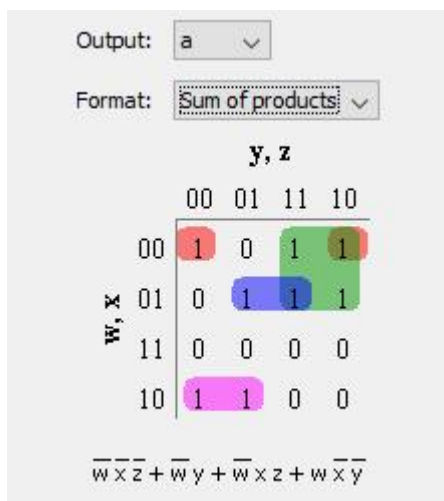 Output: a
Format: Sum of products
y, z
00 01 11 10
00 1 0 1 1
w, x
01 0 1 1 1
11 0 0 0 0
10 1 1 0 0
w̅ x̅ z̅ + w̅ y + w̅ x z + w x̅ y̅